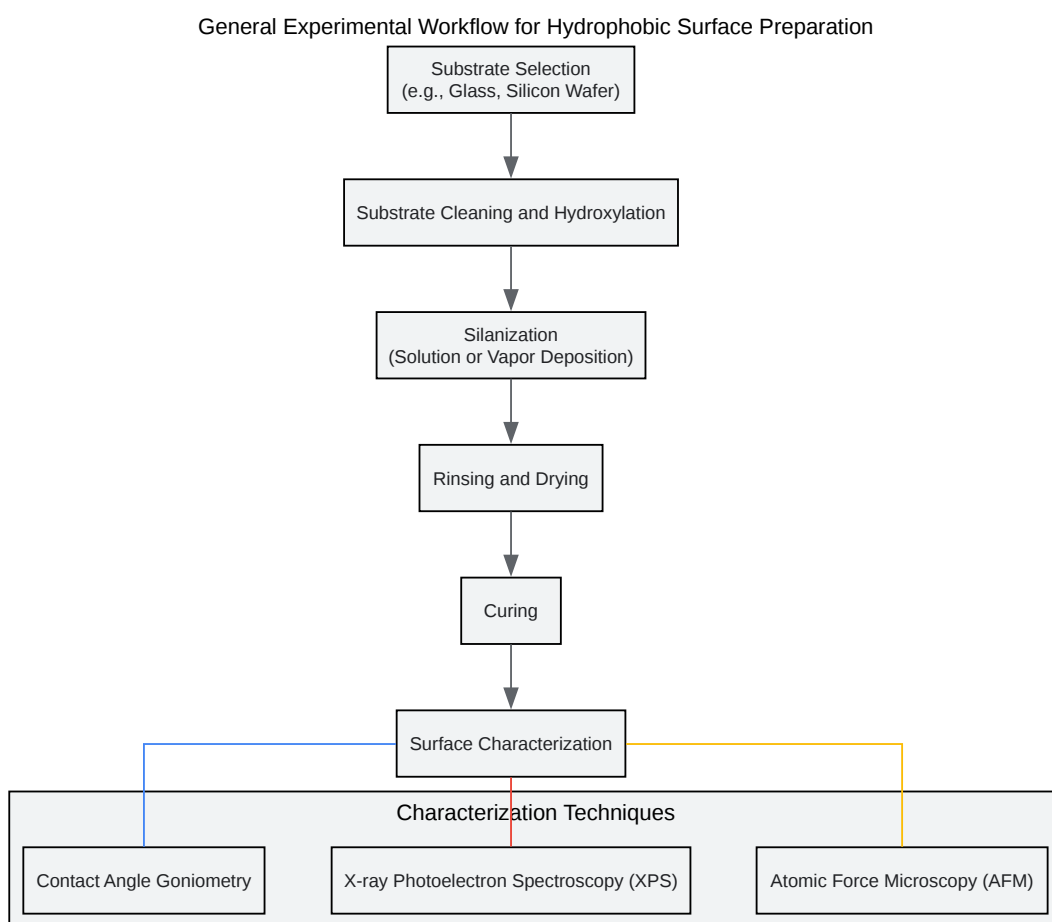 General Experimental Workflow for Hydrophobic Surface Preparation
Substrate Selection
(e.g., Glass, Silicon Wafer)
Substrate Cleaning and Hydroxylation
Silanization
(Solution or Vapor Deposition)
Rinsing and Drying
Curing
Surface Characterization
Characterization Techniques
Contact Angle Goniometry
X-ray Photoelectron Spectroscopy (XPS)
Atomic Force Microscopy (AFM)